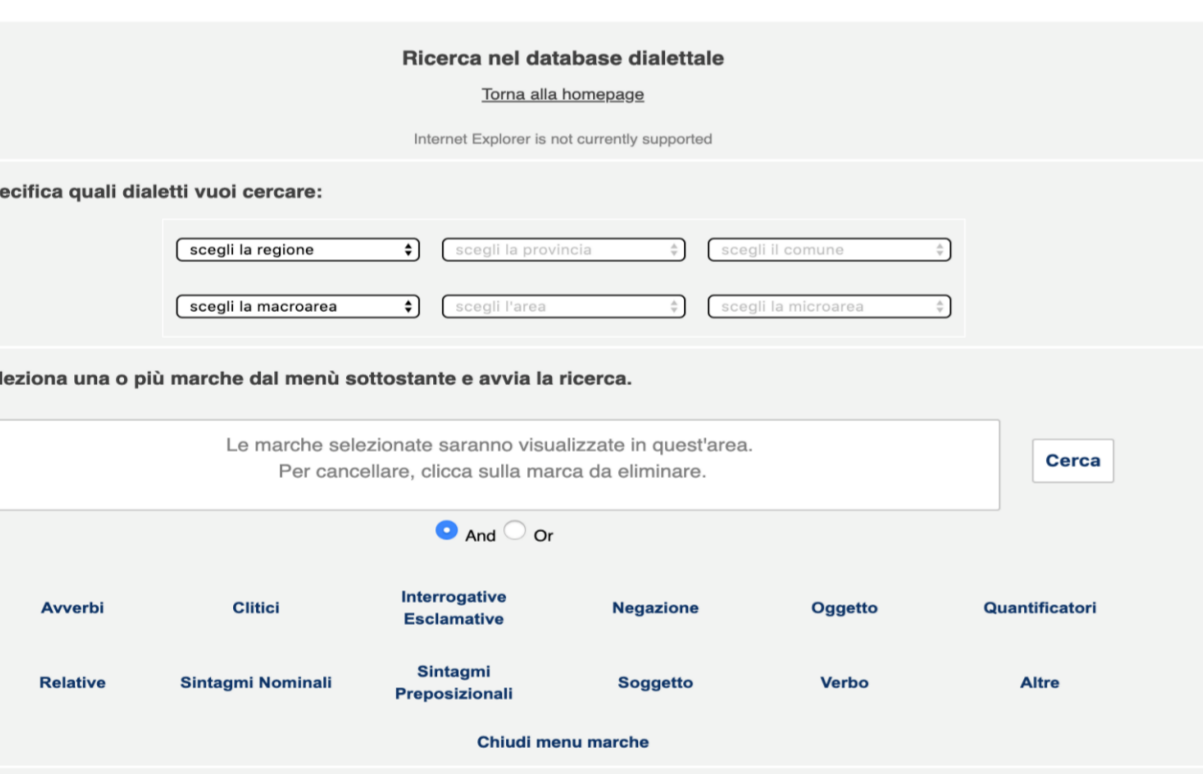 Ricerca nel database dialettale
Torna alla homepage
Internet Explorer is not currently supported
ecifica quali dialetti vuoi cercare:
scegli la regione scegli la provincia scegli il comune
scegli la macroarea scegli l'area scegli la microarea
leziona una o più marche dal menù sottostante e avvia la ricerca.
Le marche selezionate saranno visualizzate in quest'area.
Per cancellare, clicca sulla marca da eliminare.
Cerca
And Or
Avverbi Clitici Interrogative Esclamative Negazione Oggetto Quantificatori
Relative Sintagmi Nominali Sintagmi Preposizionali Soggetto Verbo Altre
Chiudi menu marche